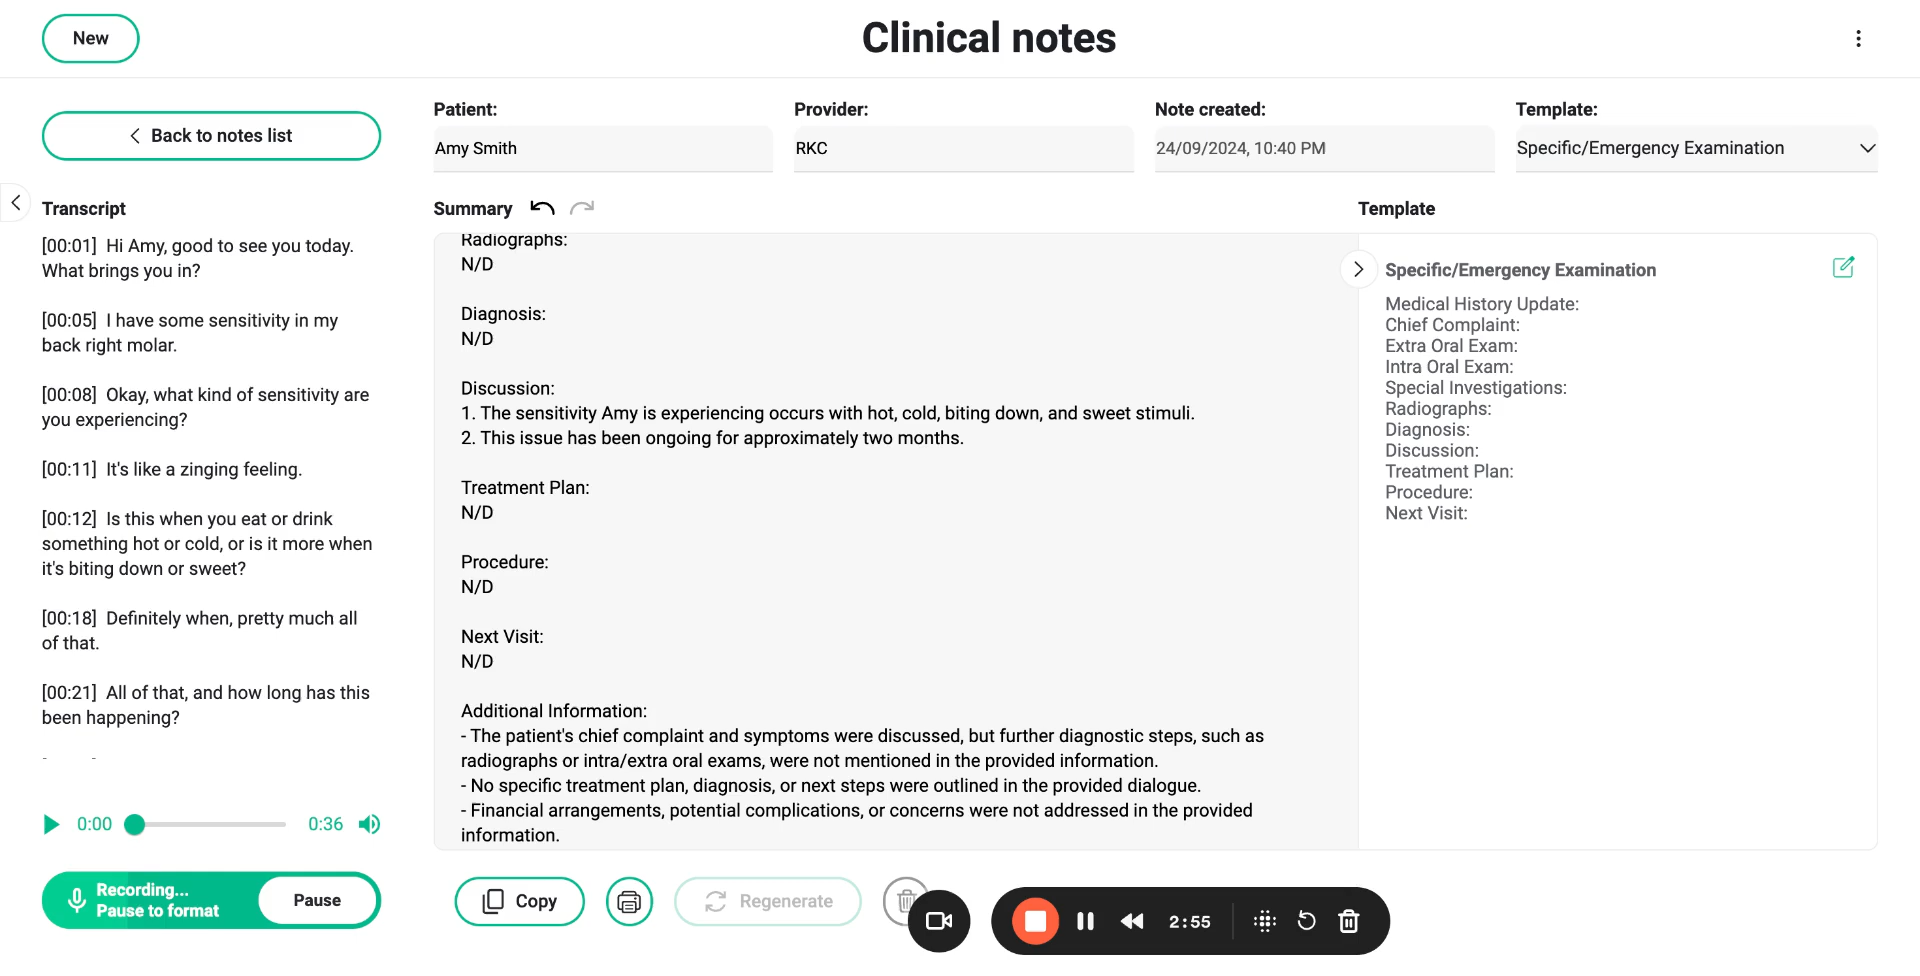 New
Clinical notes
Back to notes list
Patient:
Amy Smith
Provider:
RKC
Note created:
24/09/2024, 10:40 PM
Template:
Specific/Emergency Examination
Transcript
[00:01] Hi Amy, good to see you today.
What brings you in?
[00:05] I have some sensitivity in my
back right molar.
[00:08] Okay, what kind of sensitivity are
you experiencing?
[00:11] It's like a zinging feeling.
[00:12] Is this when you eat or drink
something hot or cold, or is it more when
it's biting down or sweet?
[00:18] Definitely when, pretty much all
of that.
[00:21] All of that, and how long has this
been happening?
0:00
0:36
Recording...
Pause to format
Pause
Summary
Radiographs:
N/D
Diagnosis:
N/D
Discussion:
1. The sensitivity Amy is experiencing occurs with hot, cold, biting down, and sweet stimuli.
2. This issue has been ongoing for approximately two months.
Treatment Plan:
N/D
Procedure:
N/D
Next Visit:
N/D
Additional Information:
- The patient's chief complaint and symptoms were discussed, but further diagnostic steps, such as
radiographs or intra/extra oral exams, were not mentioned in the provided information.
- No specific treatment plan, diagnosis, or next steps were outlined in the provided dialogue.
- Financial arrangements, potential complications, or concerns were not addressed in the provided
information.
Template
Specific/Emergency Examination
Medical History Update:
Chief Complaint:
Extra Oral Exam:
Intra Oral Exam:
Special Investigations:
Radiographs:
Diagnosis:
Discussion:
Treatment Plan:
Procedure:
Next Visit:
Copy
Regenerate
2:55